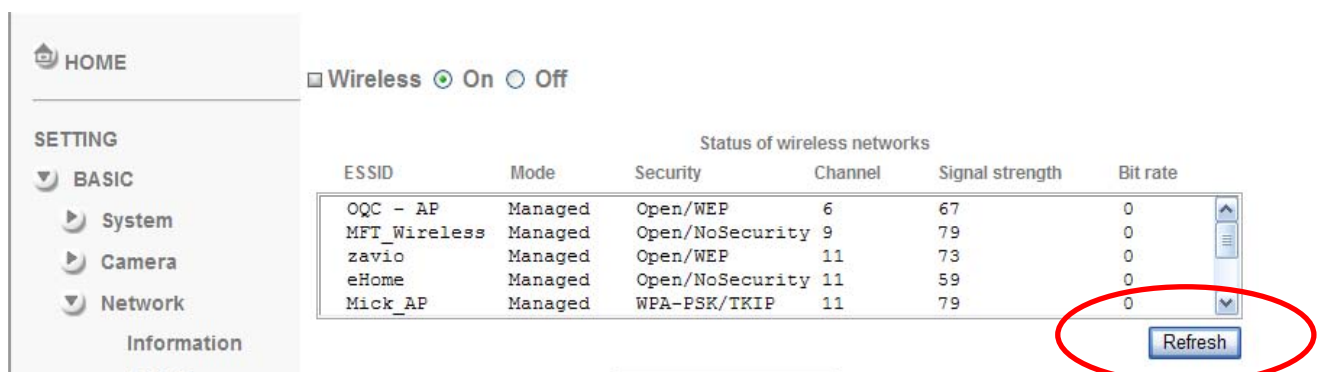 HOME
Wireless On Off
SETTING
BASIC
System
Camera
Network
Information
Status of wireless networks
ESSID Mode Security Channel Signal strength Bit rate
OQC - AP Managed Open/WEP 6 67 0
MFT_Wireless Managed Open/NoSecurity 9 79 0
zavio Managed Open/WEP 11 73 0
eHome Managed Open/NoSecurity 11 59 0
Mick_AP Managed WPA-PSK/TKIP 11 79 0
Refresh